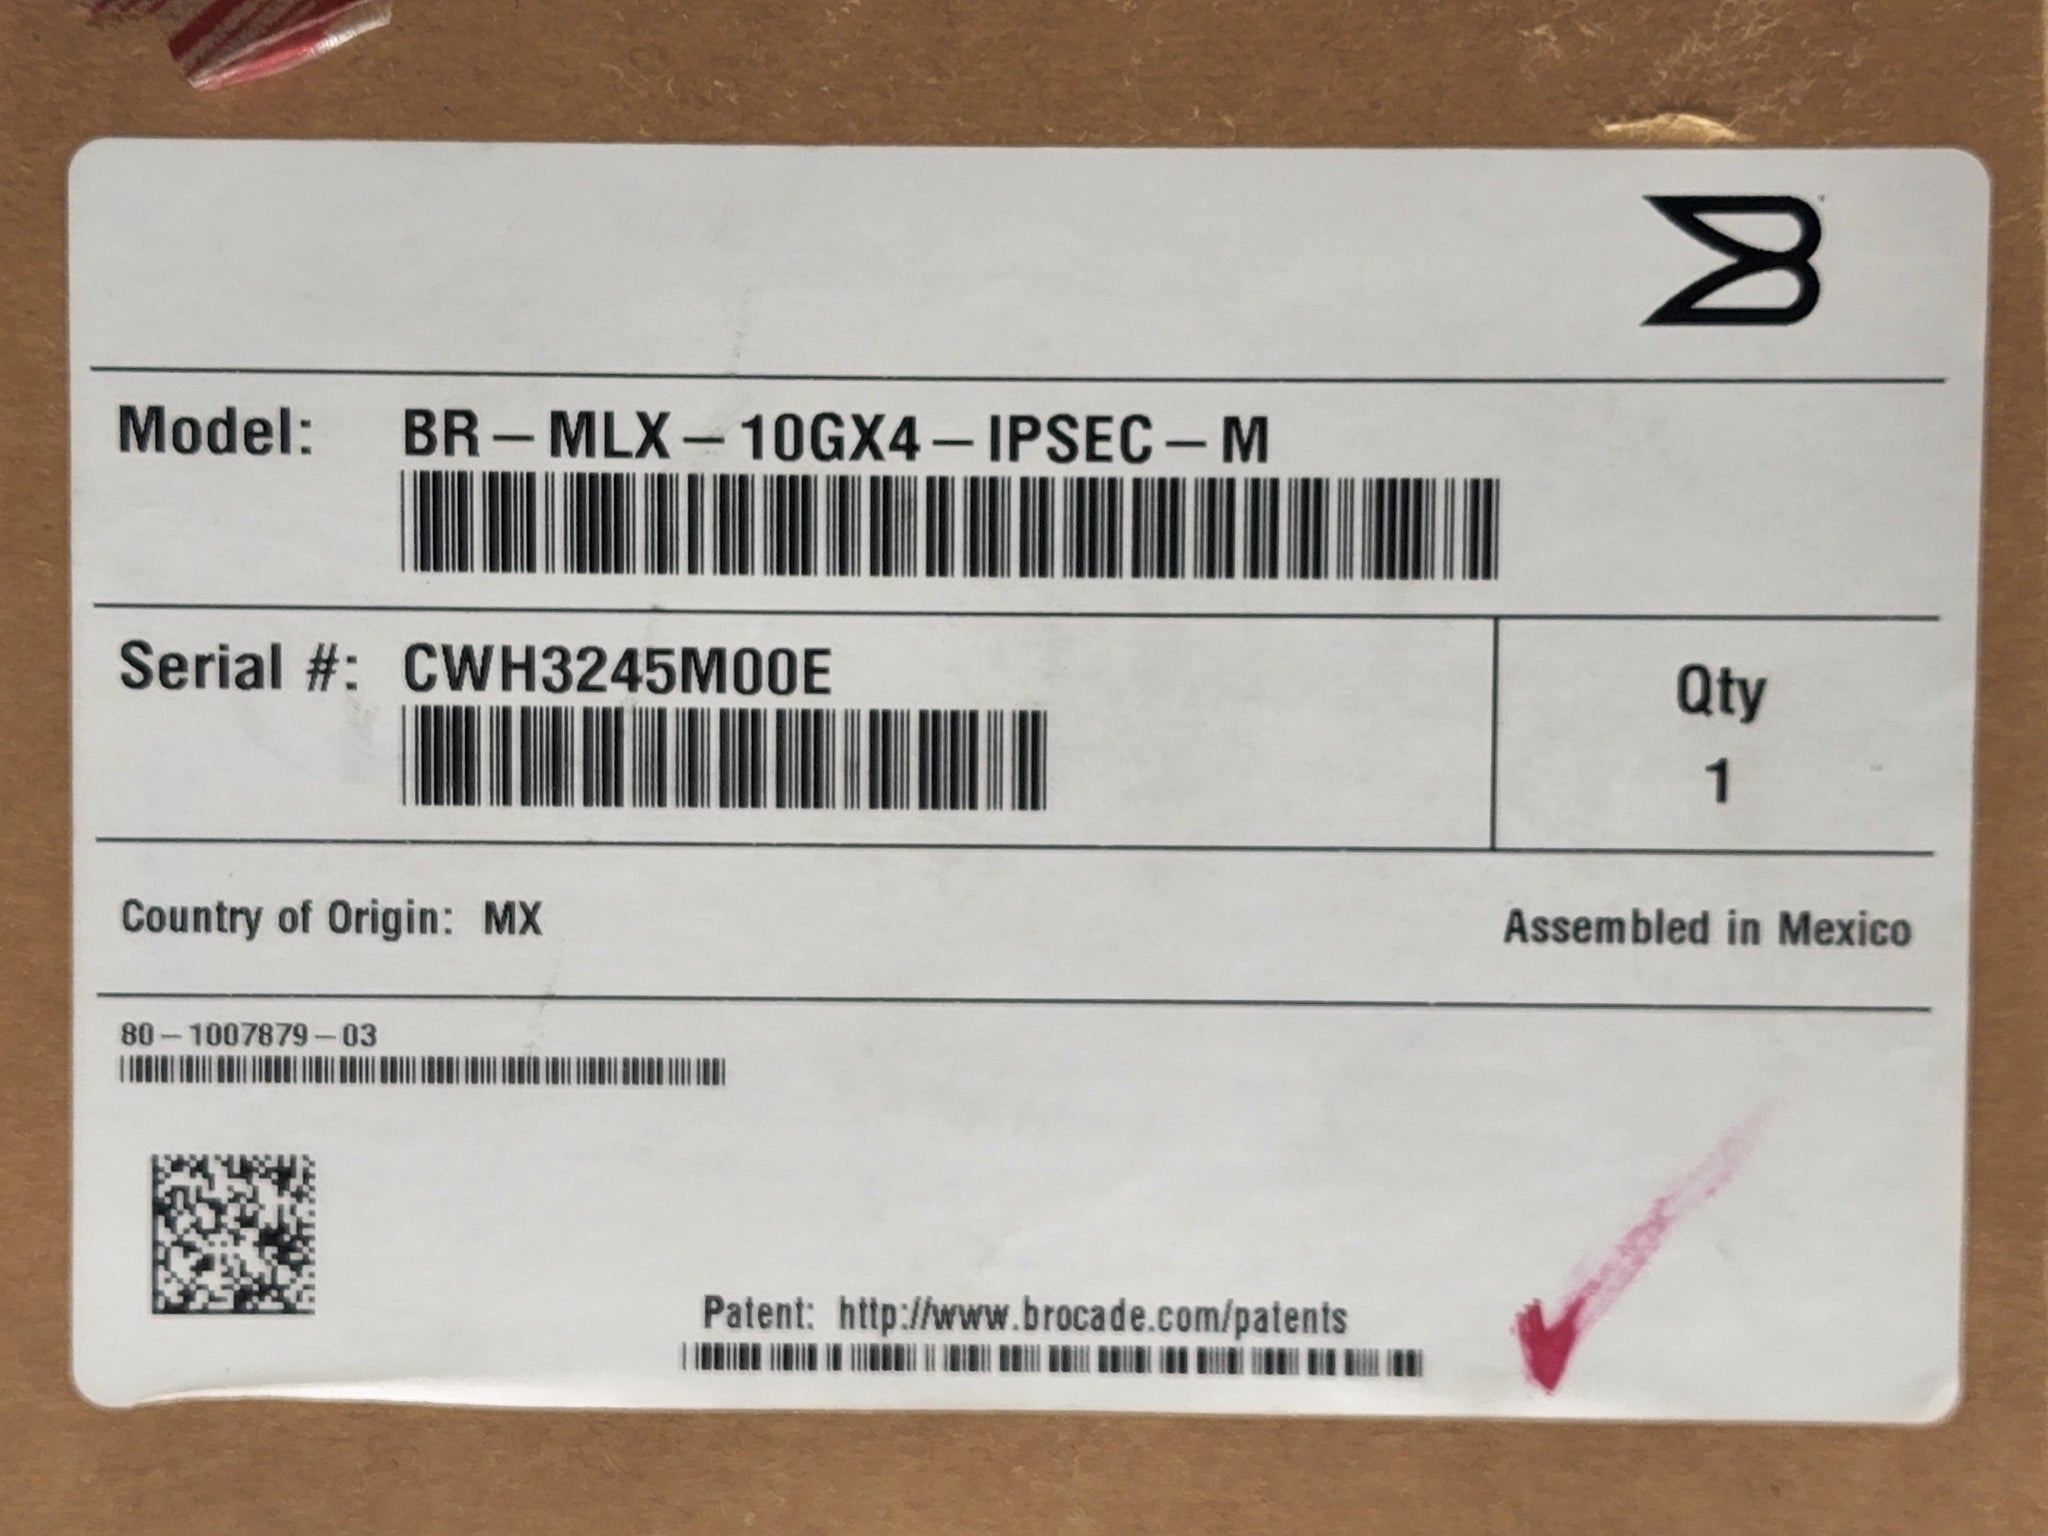 Model: BR-MLX-10GX4-IPSEC-M
Serial #: CWH3245M00E
Qty
1
Country of Origin: MX
Assembled in Mexico
80-1007879-03
Patent: http://www.brocade.com/patents